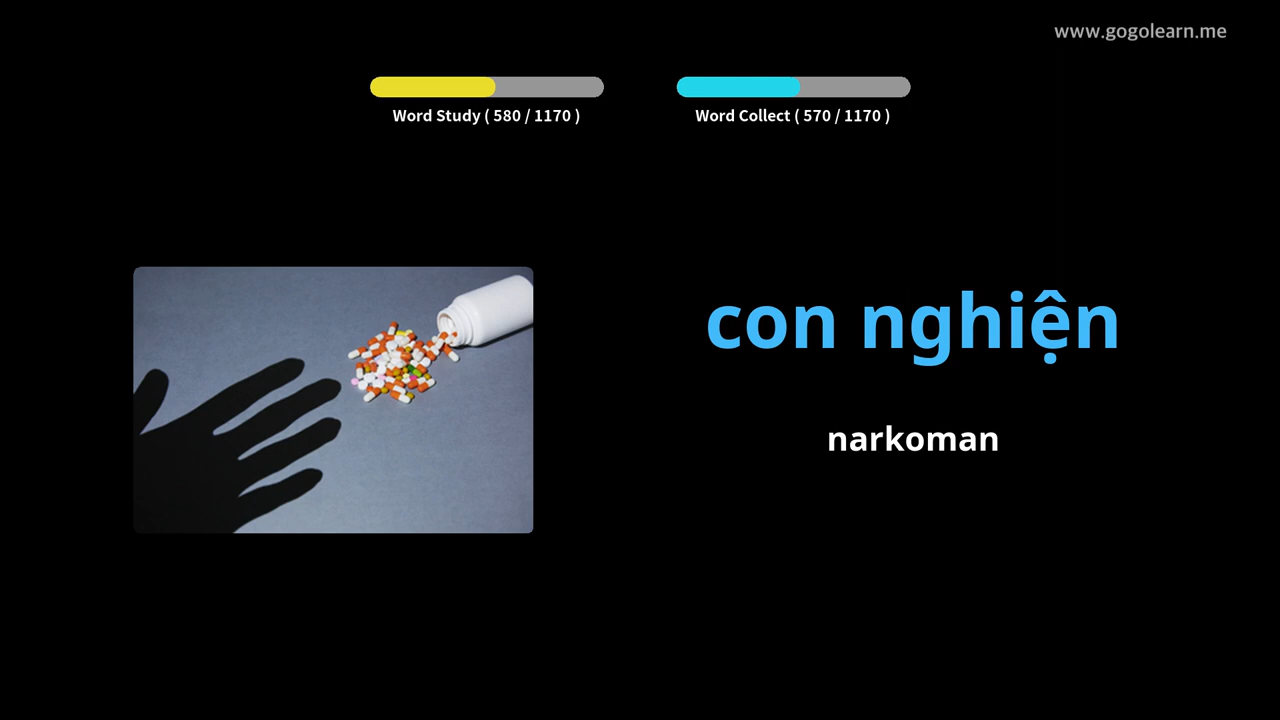 www.gogolearn.me
Word Study ( 580 / 1170 )
Word Collect ( 570 / 1170 )
con nghiện
narkoman